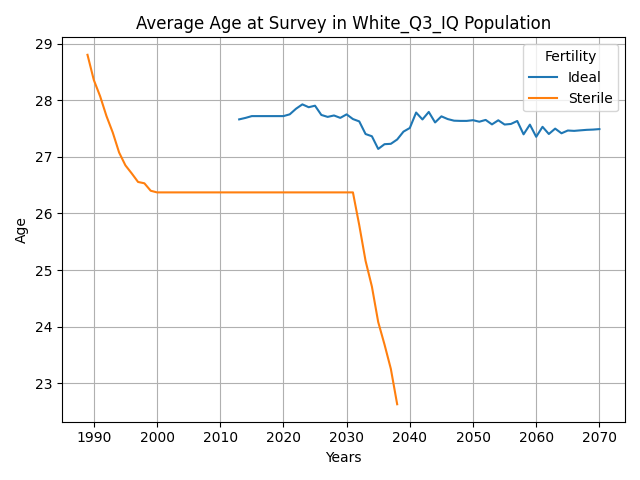 Average Age at Survey in White_Q3_IQ Population
Fertility
Ideal
Sterile
Age
29
28
27
26
25
24
23
1990 2000 2010 2020 2030 2040 2050 2060 2070
Years